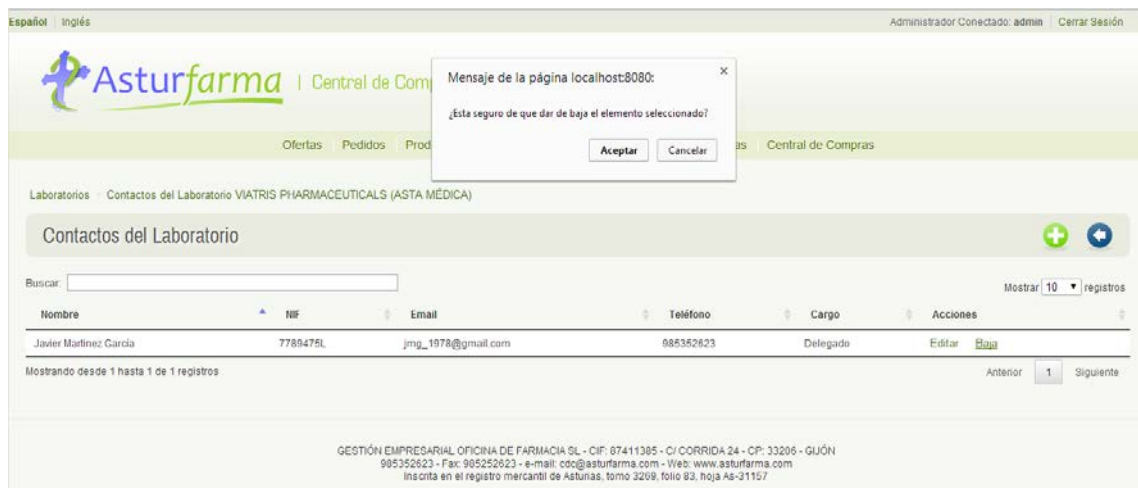 Español Inglés
Administrador Conectado: admin Cerrar Sesión
Asturfarma | Central de Com
Mensaje de la página localhost:8080:
×
¿Esta seguro de que dar de baja el elemento seleccionado?
Aceptar Cancelar
Ofertas Pedidos Prod as Central de Compras
Laboratorios Contactos del Laboratorio VIATRIS PHARMACEUTICALS (ASTA MÉDICA)
Contactos del Laboratorio
Buscar:
Mostrar 10 registros
Nombre NIF Email Teléfono Cargo Acciones
Javier Martinez García 7789475L jmg_1978@gmail.com 985352623 Delegado Editar Baja
Mostrando desde 1 hasta 1 de 1 registros
Anterior 1 Siguiente
GESTIÓN EMPRESARIAL OFICINA DE FARMACIA SL - CIF: 87411385 - C/ CORRIDA 24 - CP: 33206 - GIJÓN
985352623 - Fax: 985252623 - e-mail: cdc@asturfarma.com - Web: www.asturfarma.com
Inscrita en el registro mercantil de Asturias, tomo 3269, folio 83, hoja As-31157